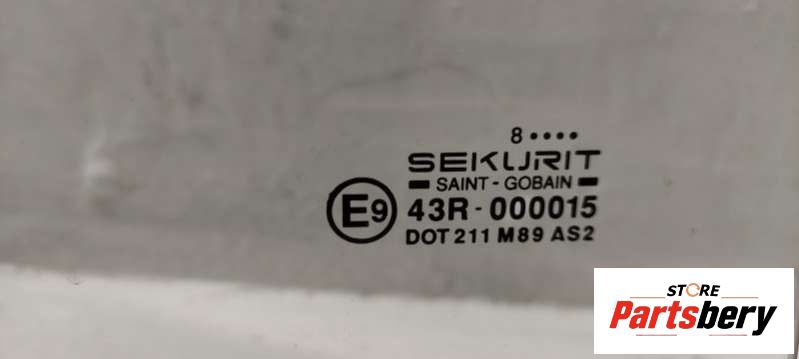 8 ••••
SEKURIT
SAINT - GOBAIN
E9 43R - 000015
DOT 211 M89 AS2
STORE
Partsbery